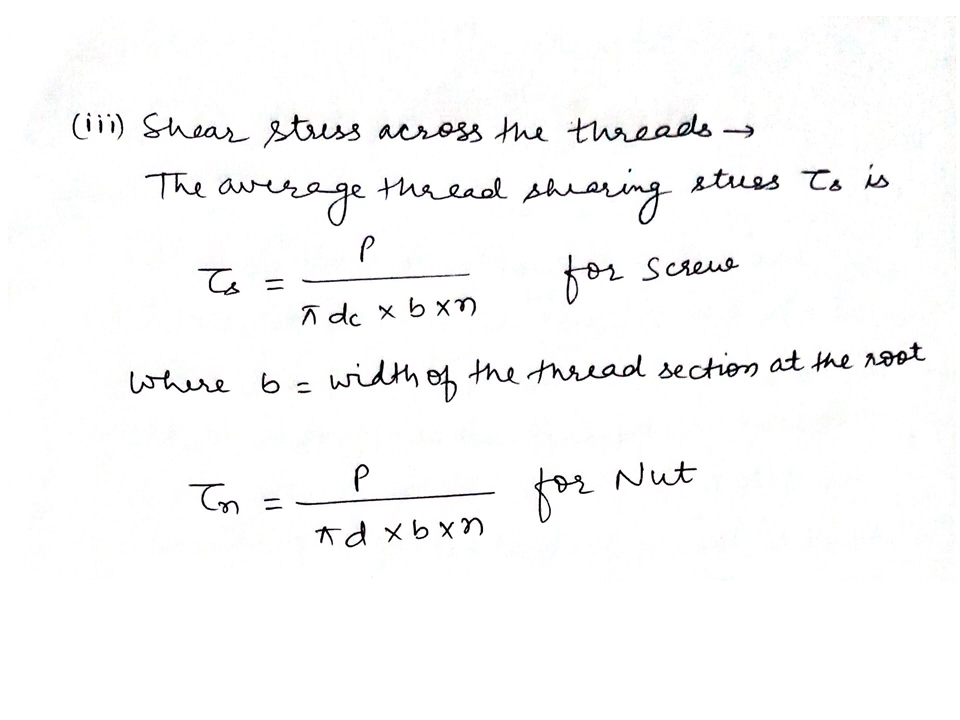 (iii) Shear stress across the threads →
The average thread shearing stress τs is
τs = P / (π dc × b × n) for screw
where b = width of the thread section at the root
τn = P / (π d × b × n) for Nut